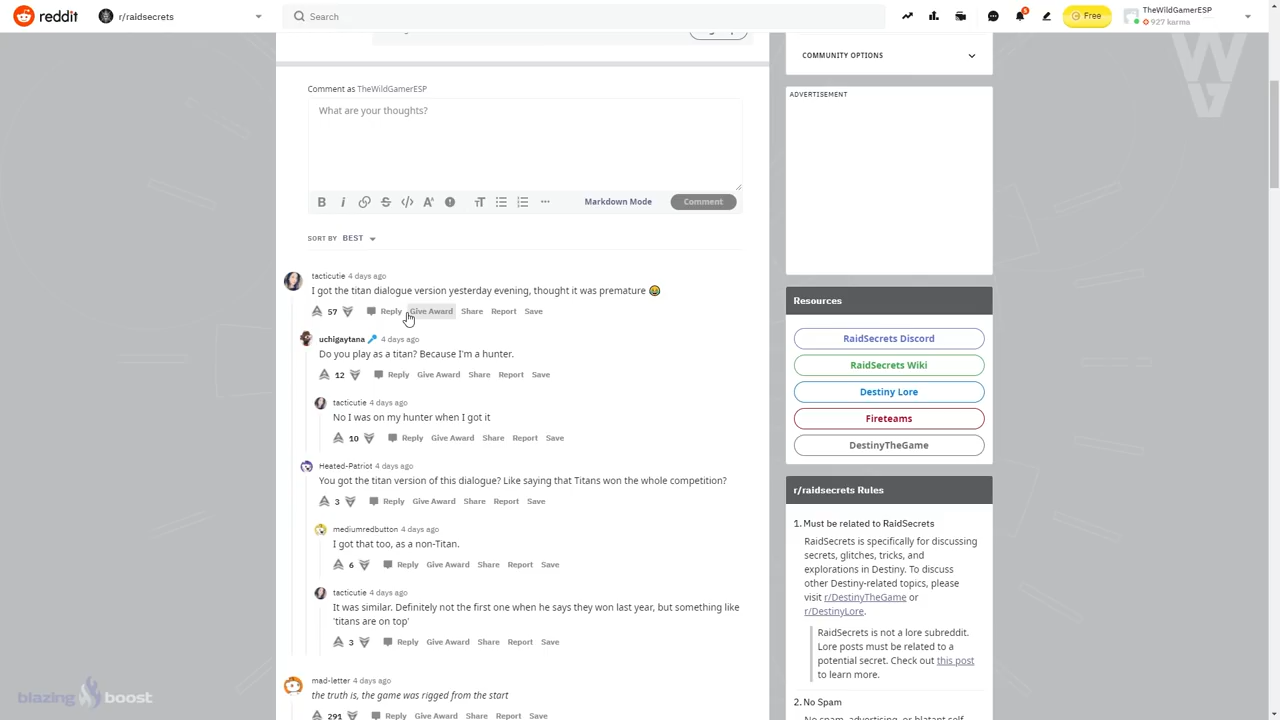 reddit
r/raidsecrets
Search
5
Free
TheWildGamerESP
927 karma
COMMUNITY OPTIONS
Comment as TheWildGamerESP
What are your thoughts?
Markdown Mode
Comment
ADVERTISEMENT
SORT BY BEST
tacticutie 4 days ago
I got the titan dialogue version yesterday evening, thought it was premature 😂
57 Reply Give Award Share Report Save
uchigaytana 4 days ago
Do you play as a titan? Because I'm a hunter.
12 Reply Give Award Share Report Save
tacticutie 4 days ago
No I was on my hunter when I got it
10 Reply Give Award Share Report Save
Heated-Patriot 4 days ago
You got the titan version of this dialogue? Like saying that Titans won the whole competition?
3 Reply Give Award Share Report Save
mediumredbutton 4 days ago
I got that too, as a non-Titan.
6 Reply Give Award Share Report Save
tacticutie 4 days ago
It was similar. Definitely not the first one when he says they won last year, but something like
'titans are on top'
3 Reply Give Award Share Report Save
mad-letter 4 days ago
the truth is, the game was rigged from the start
291 Reply Give Award Share Report Save
Resources
RaidSecrets Discord
RaidSecrets Wiki
Destiny Lore
Fireteams
DestinyTheGame
r/raidsecrets Rules
1. Must be related to RaidSecrets
RaidSecrets is specifically for discussing
secrets, glitches, tricks, and
explorations in Destiny. To discuss
other Destiny-related topics, please
visit r/DestinyTheGame or
r/DestinyLore.
RaidSecrets is not a lore subreddit.
Lore posts must be related to a
potential secret. Check out this post
to learn more.
2. No Spam
blazing boost